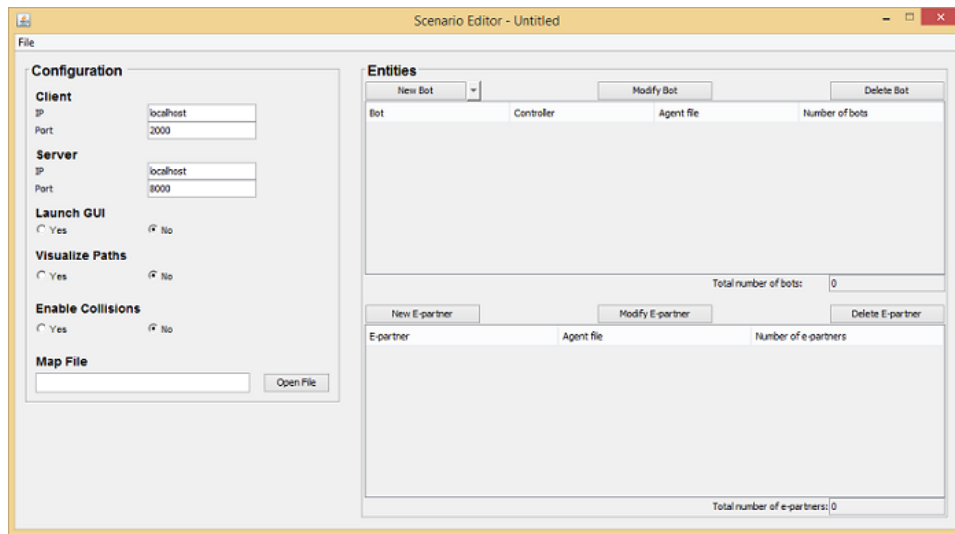 Scenario Editor - Untitled
File
Configuration
Client
IP localhost
Port 2000
Server
IP localhost
Port 8000
Launch GUI
Yes No
Visualize Paths
Yes No
Enable Collisions
Yes No
Map File
Open File
Entities
New Bot Modify Bot Delete Bot
Bot Controller Agent file Number of bots
Total number of bots: 0
New E-partner Modify E-partner Delete E-partner
E-partner Agent file Number of e-partners
Total number of e-partners: 0